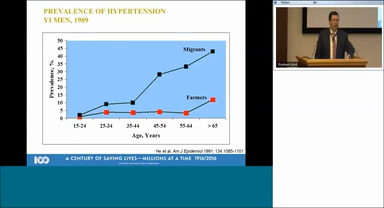 PREVALENCE OF HYPERTENSION
YI MEN, 1989
Prevalence, %
50
45
40
35
30
25
20
15
10
5
0
Migrants
Farmers
15-24 25-34 35-44 45-54 55-64 > 65
Age, Years
He et al. Am J Epidemiol 1991; 134:1085-1101
100 A CENTURY OF SAVING LIVES—MILLIONS AT A TIME 1916/2016
Video